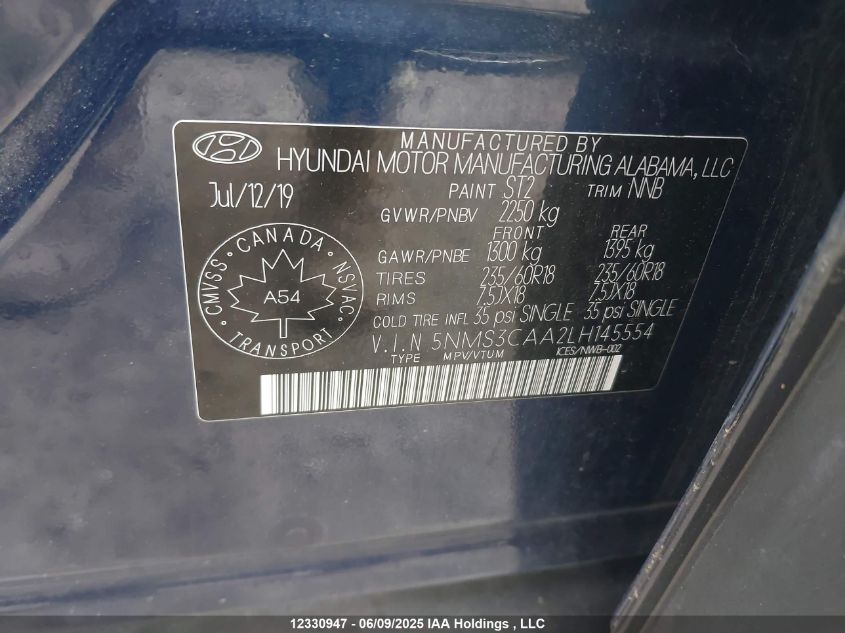 MANUFACTURED BY
HYUNDAI MOTOR MANUFACTURING ALABAMA, LLC
Jul/12/19
PAINT ST2 TRIM NNB
GVWR/PNBV 2250 kg
FRONT REAR
GAWR/PNBE 1300 kg 1395 kg
TIRES 235/60R18 235/60R18
RIMS 7.5JX18 7.5JX18
COLD TIRE INFL 35 psi SINGLE 35 psi SINGLE
V.I.N 5NMS3CAA2LH145554
TYPE MPV/VTUM ICES/NWB-002
CMVSS · CANADA · NSVAC
A54
· TRANSPORT ·
12330947 - 06/09/2025 IAA Holdings , LLC